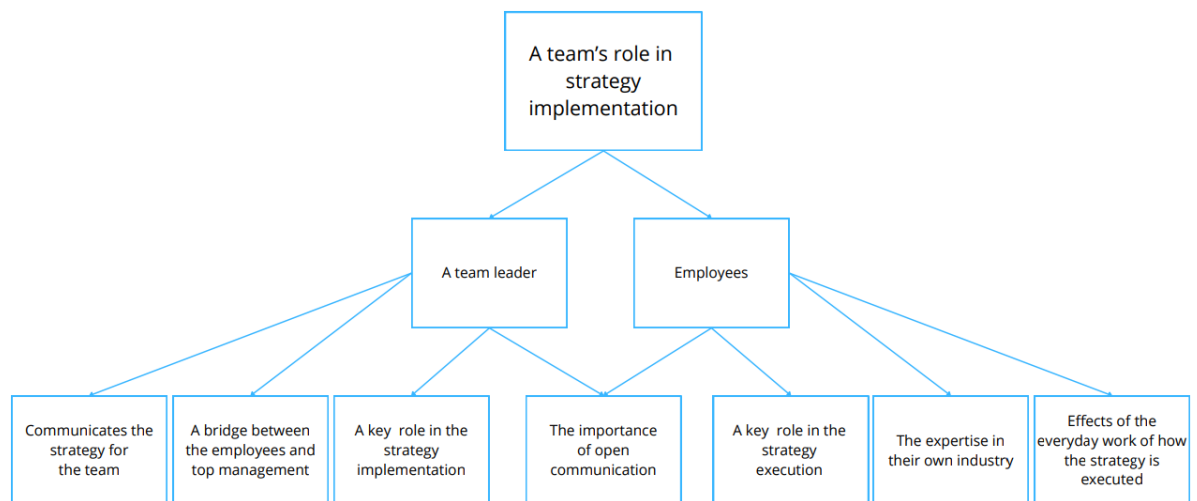 A team's role in
strategy
implementation
A team leader
Employees
Communicates the
strategy for
the team
A bridge between
the employees and
top management
A key role in the
strategy
implementation
The importance
of open
communication
A key role in the
strategy
execution
The expertise in
their own industry
Effects of the
everyday work of how
the strategy is
executed